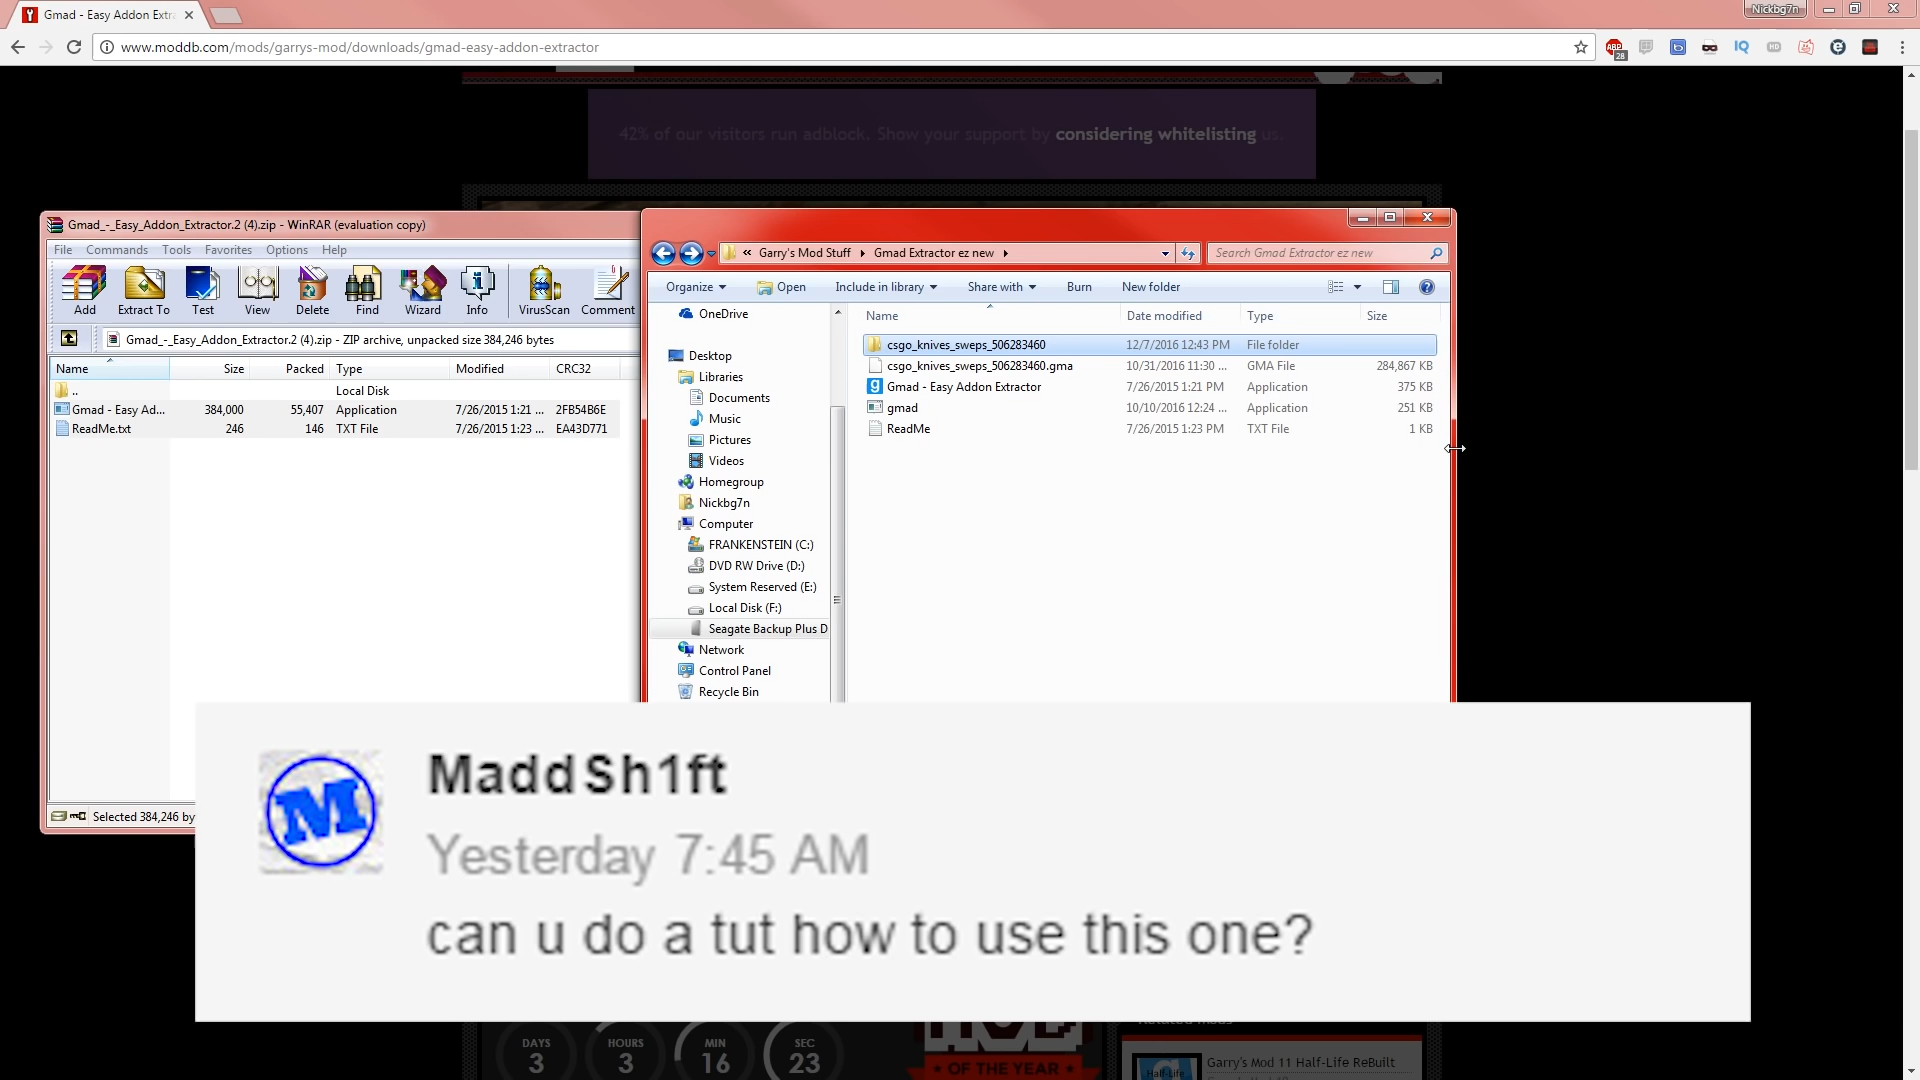 Gmad - Easy Addon Extr
Nickbg7n
www.moddb.com/mods/garrys-mod/downloads/gmad-easy-addon-extractor
ABP
28
IQ
HD
42% of our visitors run adblock. Show your support by considering whitelisting us.
Gmad_-_Easy_Addon_Extractor.2 (4).zip - WinRAR (evaluation copy)
File Commands Tools Favorites Options Help
Add Extract To Test View Delete Find Wizard Info VirusScan Comment
Gmad_-_Easy_Addon_Extractor.2 (4).zip - ZIP archive, unpacked size 384,246 bytes
Name Size Packed Type Modified CRC32
.. Local Disk
Gmad - Easy Ad... 384,000 55,407 Application 7/26/2015 1:21 ... 2FB54B6E
ReadMe.txt 246 146 TXT File 7/26/2015 1:23 ... EA43D771
Selected 384,246 by
« Garry's Mod Stuff Gmad Extractor ez new
Search Gmad Extractor ez new
Organize Open Include in library Share with Burn New folder
OneDrive
Desktop
Libraries
Documents
Music
Pictures
Videos
Homegroup
Nickbg7n
Computer
FRANKENSTEIN (C:)
DVD RW Drive (D:)
System Reserved (E:)
Local Disk (F:)
Seagate Backup Plus D
Network
Control Panel
Recycle Bin
Name Date modified Type Size
csgo_knives_sweps_506283460 12/7/2016 12:43 PM File folder
csgo_knives_sweps_506283460.gma 10/31/2016 11:30 ... GMA File 284,867 KB
Gmad - Easy Addon Extractor 7/26/2015 1:21 PM Application 375 KB
gmad 10/10/2016 12:24 ... Application 251 KB
ReadMe 7/26/2015 1:23 PM TXT File 1 KB
MaddSh1ft
Yesterday 7:45 AM
can u do a tut how to use this one?
DAYS HOURS MIN SEC
3 3 16 23
OF THE YEAR
Related Mods
Garry's Mod 11 Half-Life ReBuilt
Half-Life